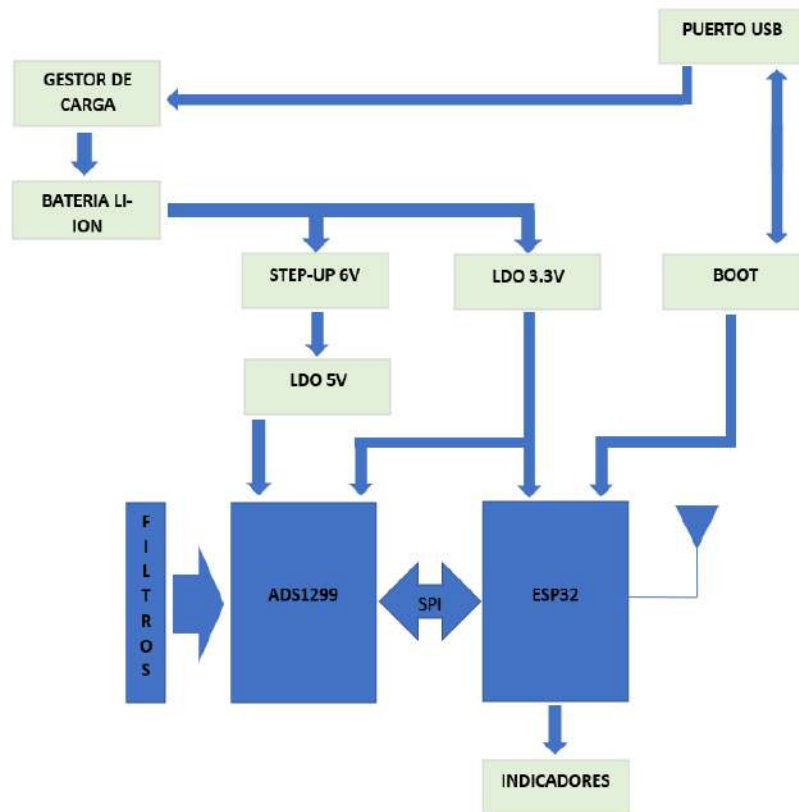 PUERTO USB
GESTOR DE
CARGA
BATERIA LI-
ION
STEP-UP 6V
LDO 3.3V
BOOT
LDO 5V
FILTROS
ADS1299
SPI
ESP32
INDICADORES